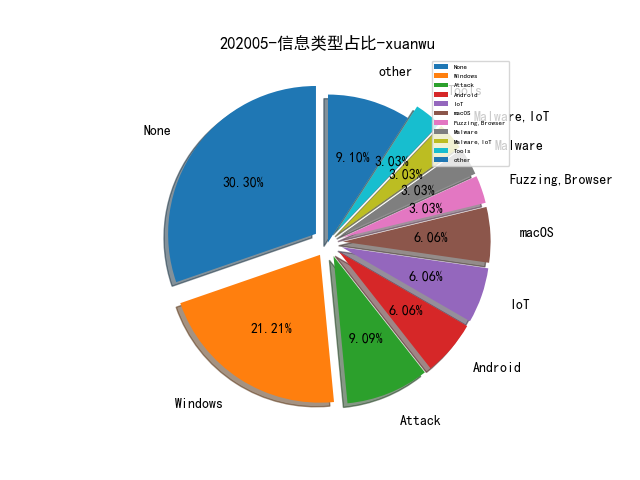 202005-信息类型占比-xuanwu
other
None
Windows
Attack
Android
IoT
macOS
Fuzzing,Browser
Malware
Malware,IoT
Tools
other
Tools
Malware,IoT
Malware
Fuzzing,Browser
macOS
IoT
Android
Attack
Windows
None
9.10%
3.03%
3.03%
3.03%
3.03%
6.06%
6.06%
6.06%
9.09%
21.21%
30.30%